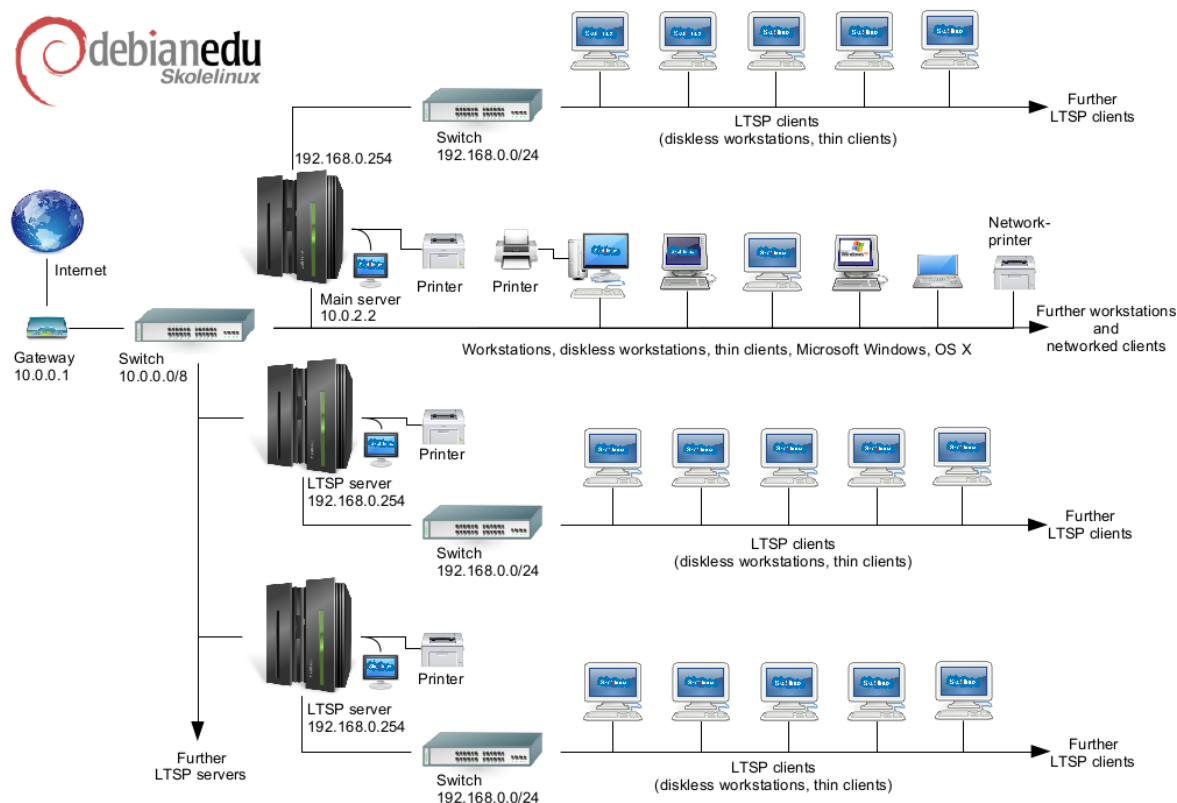 debianedu
Skolelinux
Further
LTSP clients
LTSP clients
(diskless workstations, thin clients)
Switch
192.168.0.0/24
192.168.0.254
Internet
Main server
10.0.2.2
Printer
Printer
Network-
printer
Gateway
10.0.0.1
Switch
10.0.0.0/8
Workstations, diskless workstations, thin clients, Microsoft Windows, OS X
Further workstations
and
networked clients
Printer
LTSP server
192.168.0.254
Switch
192.168.0.0/24
LTSP clients
(diskless workstations, thin clients)
Further
LTSP clients
Printer
LTSP server
192.168.0.254
Switch
192.168.0.0/24
LTSP clients
(diskless workstations, thin clients)
Further
LTSP clients
Further
LTSP servers